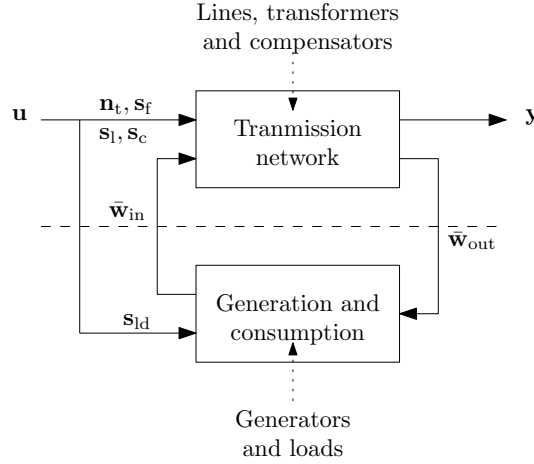 Lines, transformers
and compensators
u
n_t, s_f
s_l, s_c
Tranmission
network
y
w̄_in
w̄_out
s_ld
Generation and
consumption
Generators
and loads